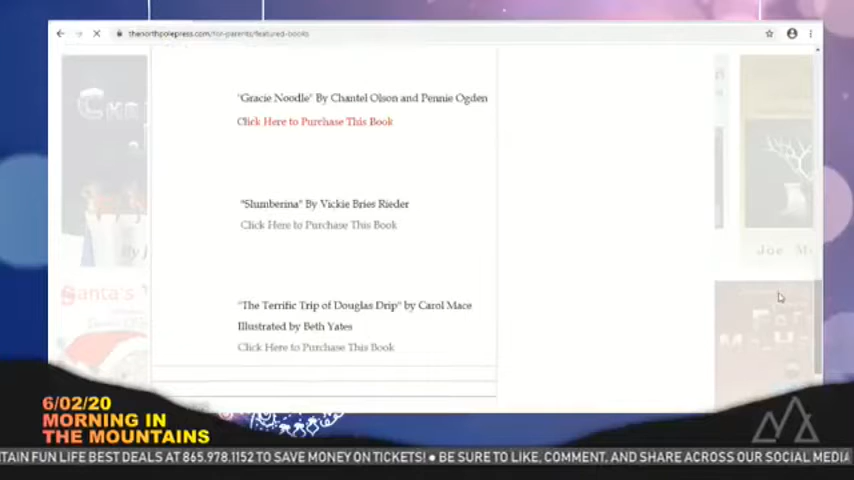 thenorthpolepress.com/for-parents/featured-books
"Gracie Noodle" By Chantel Olson and Pennie Ogden
Click Here to Purchase This Book
"Slumberina" By Vickie Bries Rieder
Click Here to Purchase This Book
"The Terrific Trip of Douglas Drip" by Carol Mace
Illustrated by Beth Yates
Click Here to Purchase This Book
By J
Joe M
Santa's
6/02/20
MORNING IN
THE MOUNTAINS
TAIN FUN LIFE BEST DEALS AT 865.978.1152 TO SAVE MONEY ON TICKETS! ● BE SURE TO LIKE, COMMENT, AND SHARE ACROSS OUR SOCIAL MEDIA